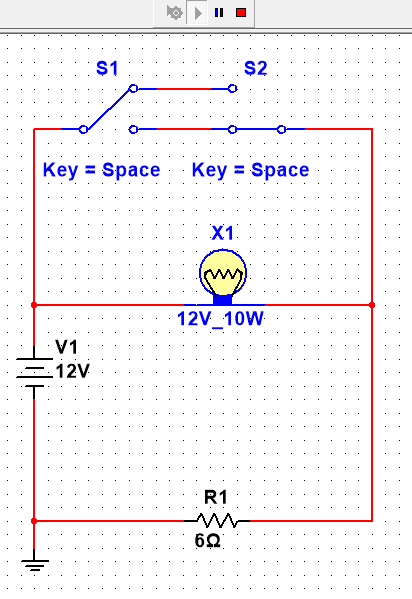 S1 S2
Key = Space Key = Space
X1
12V_10W
V1
12V
R1
6Ω